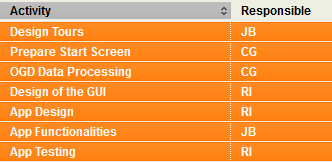 Activity Responsible
Design Tours JB
Prepare Start Screen CG
OGD Data Processing CG
Design of the GUI RI
App Design RI
App Functionalities JB
App Testing RI